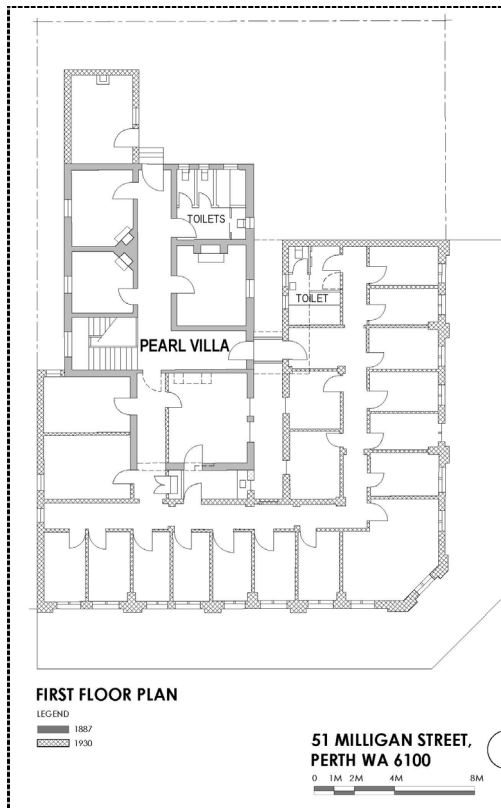 TOILETS
TOILET
PEARL VILLA
FIRST FLOOR PLAN
LEGEND
1887
1930
51 MILLIGAN STREET,
PERTH WA 6100
0 1M 2M 4M 8M